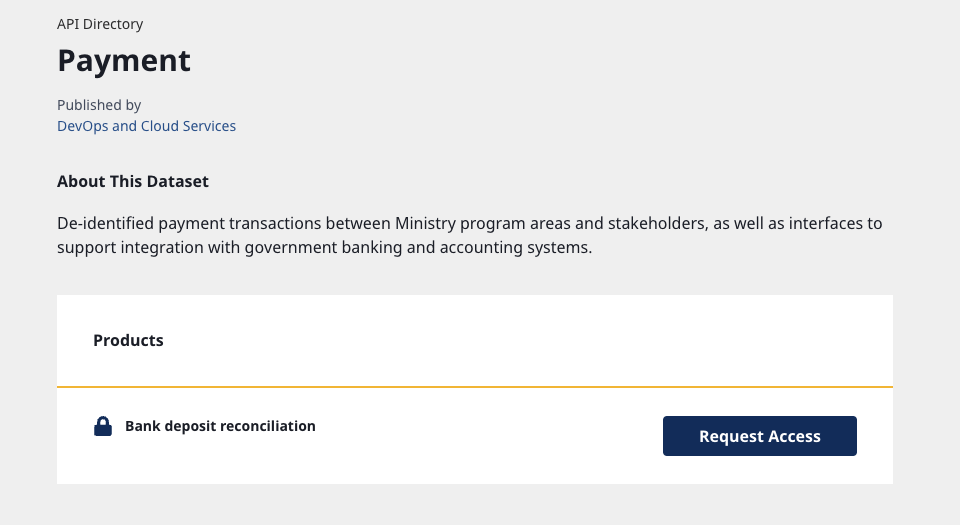 API Directory
Payment
Published by
DevOps and Cloud Services
About This Dataset
De-identified payment transactions between Ministry program areas and stakeholders, as well as interfaces to
support integration with government banking and accounting systems.
Products
Bank deposit reconciliation
Request Access